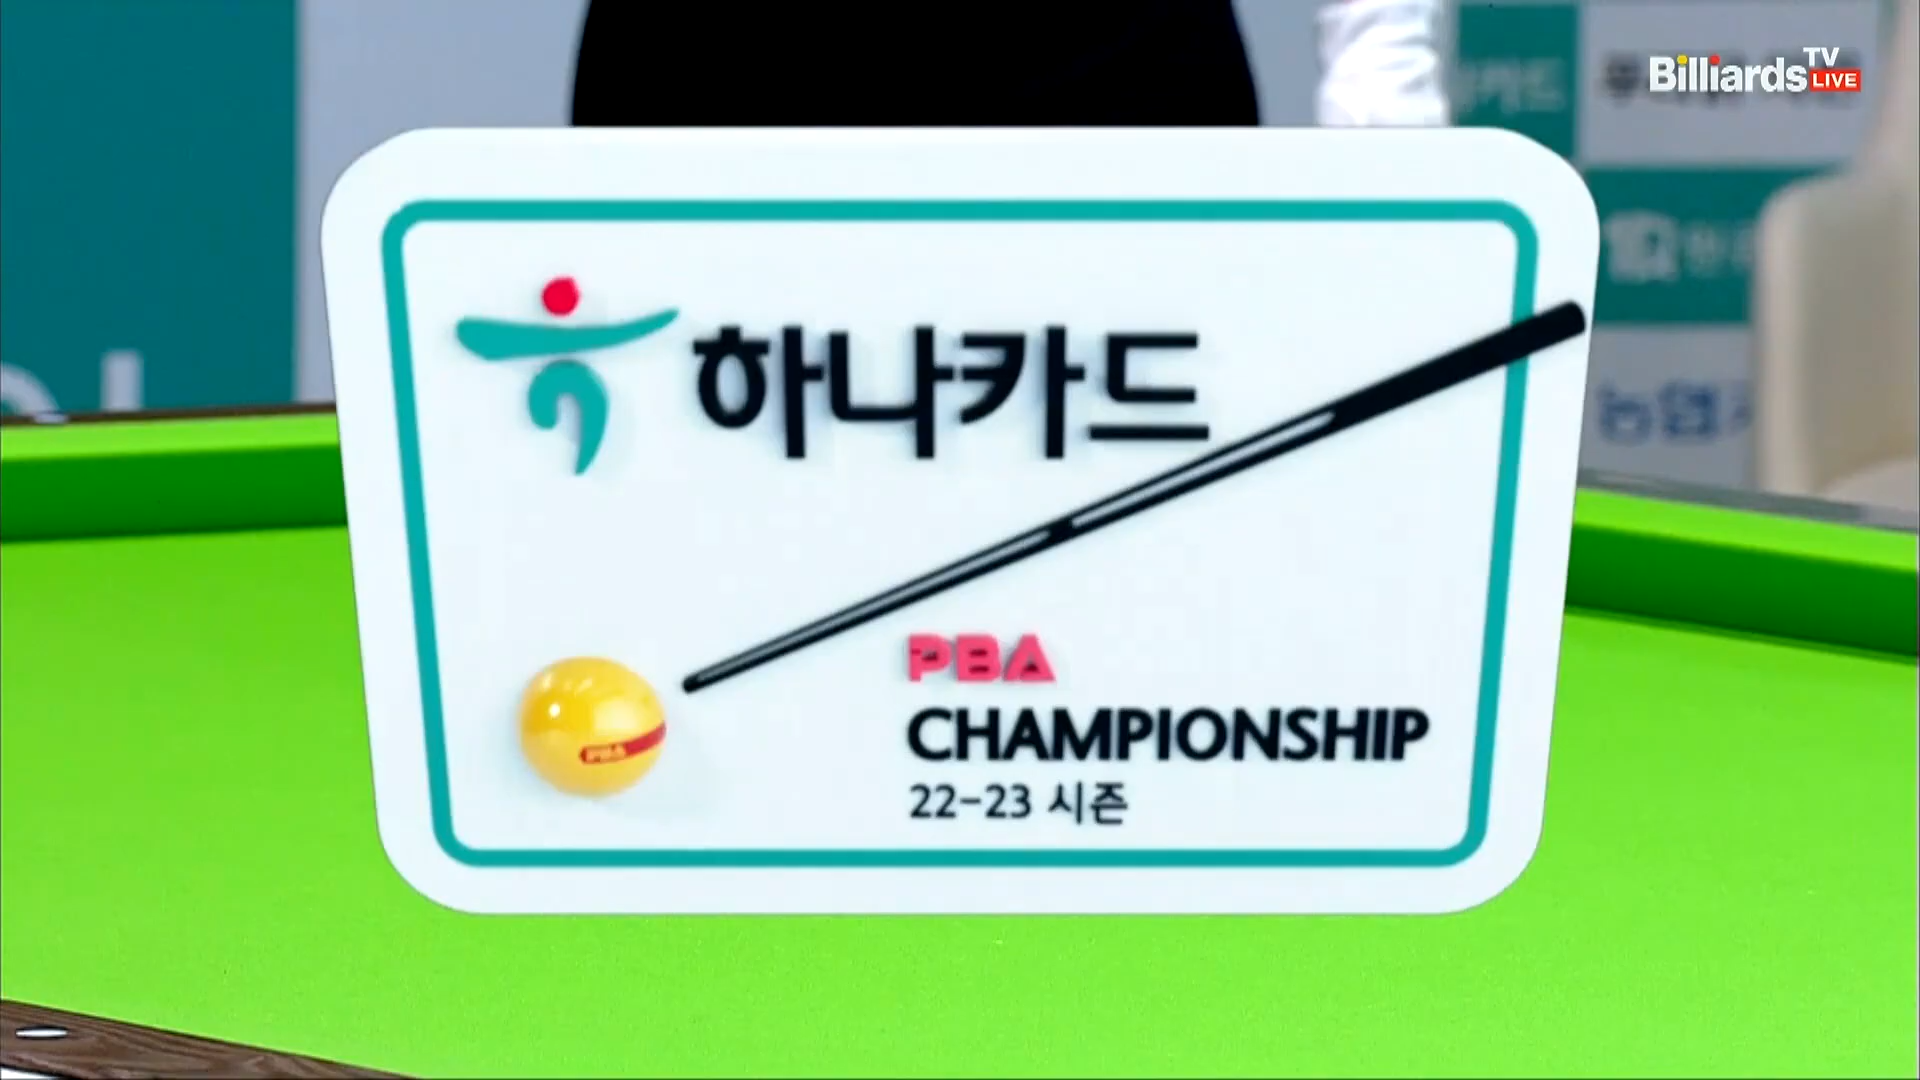 Billiards TV
LIVE
하나카드
PBA
CHAMPIONSHIP
22-23 시즌
PBA